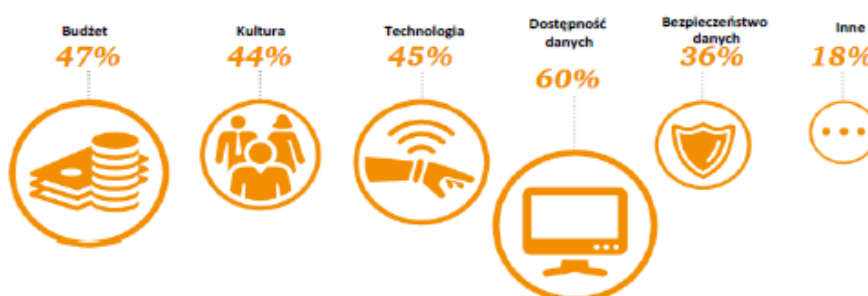 Budżet
47%
Kultura
44%
Technologia
45%
Dostępność
danych
60%
Bezpieczeństwo
danych
36%
Inne
18%